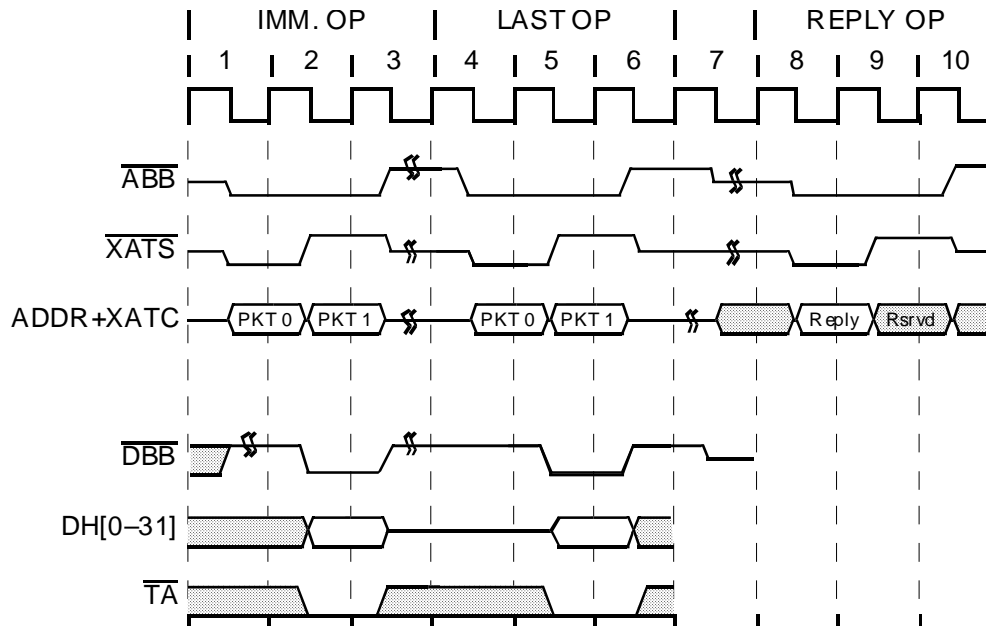 IMM. OP LAST OP REPLY OP
1 2 3 4 5 6 7 8 9 10
ABB
XATS
ADDR+XATC PKT 0 PKT 1 PKT 0 PKT 1 Reply Rsrvd
DBB
DH[0–31]
TA